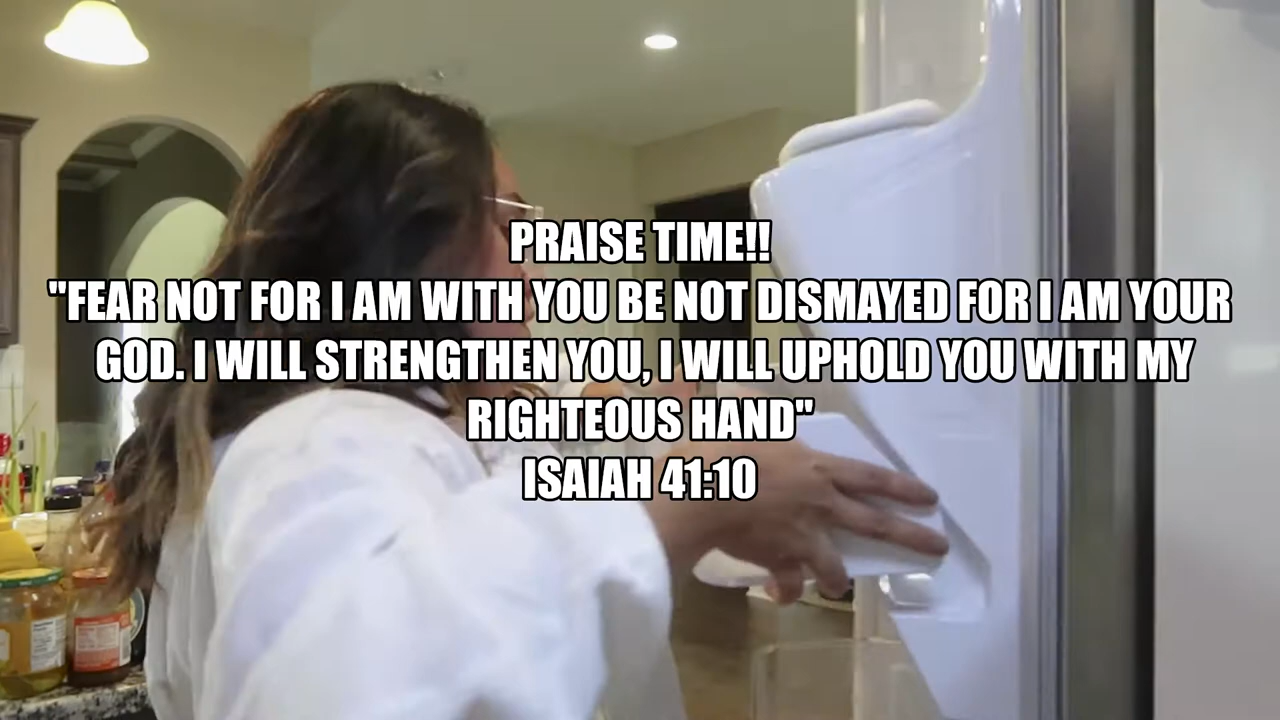 PRAISE TIME!!
"FEAR NOT FOR I AM WITH YOU BE NOT DISMAYED FOR I AM YOUR
GOD. I WILL STRENGTHEN YOU, I WILL UPHOLD YOU WITH MY
RIGHTEOUS HAND"
ISAIAH 41:10